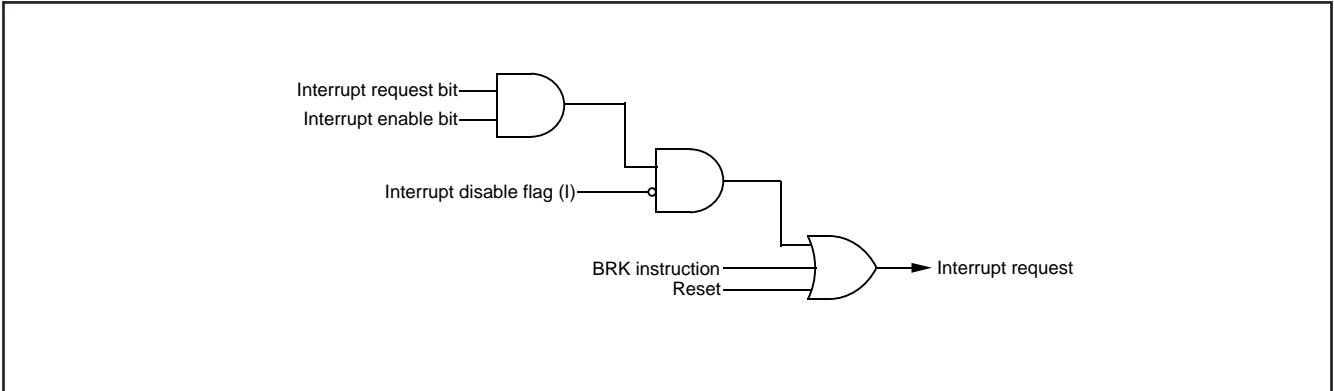 Interrupt request bit
Interrupt enable bit
Interrupt disable flag (I)
BRK instruction
Reset
Interrupt request